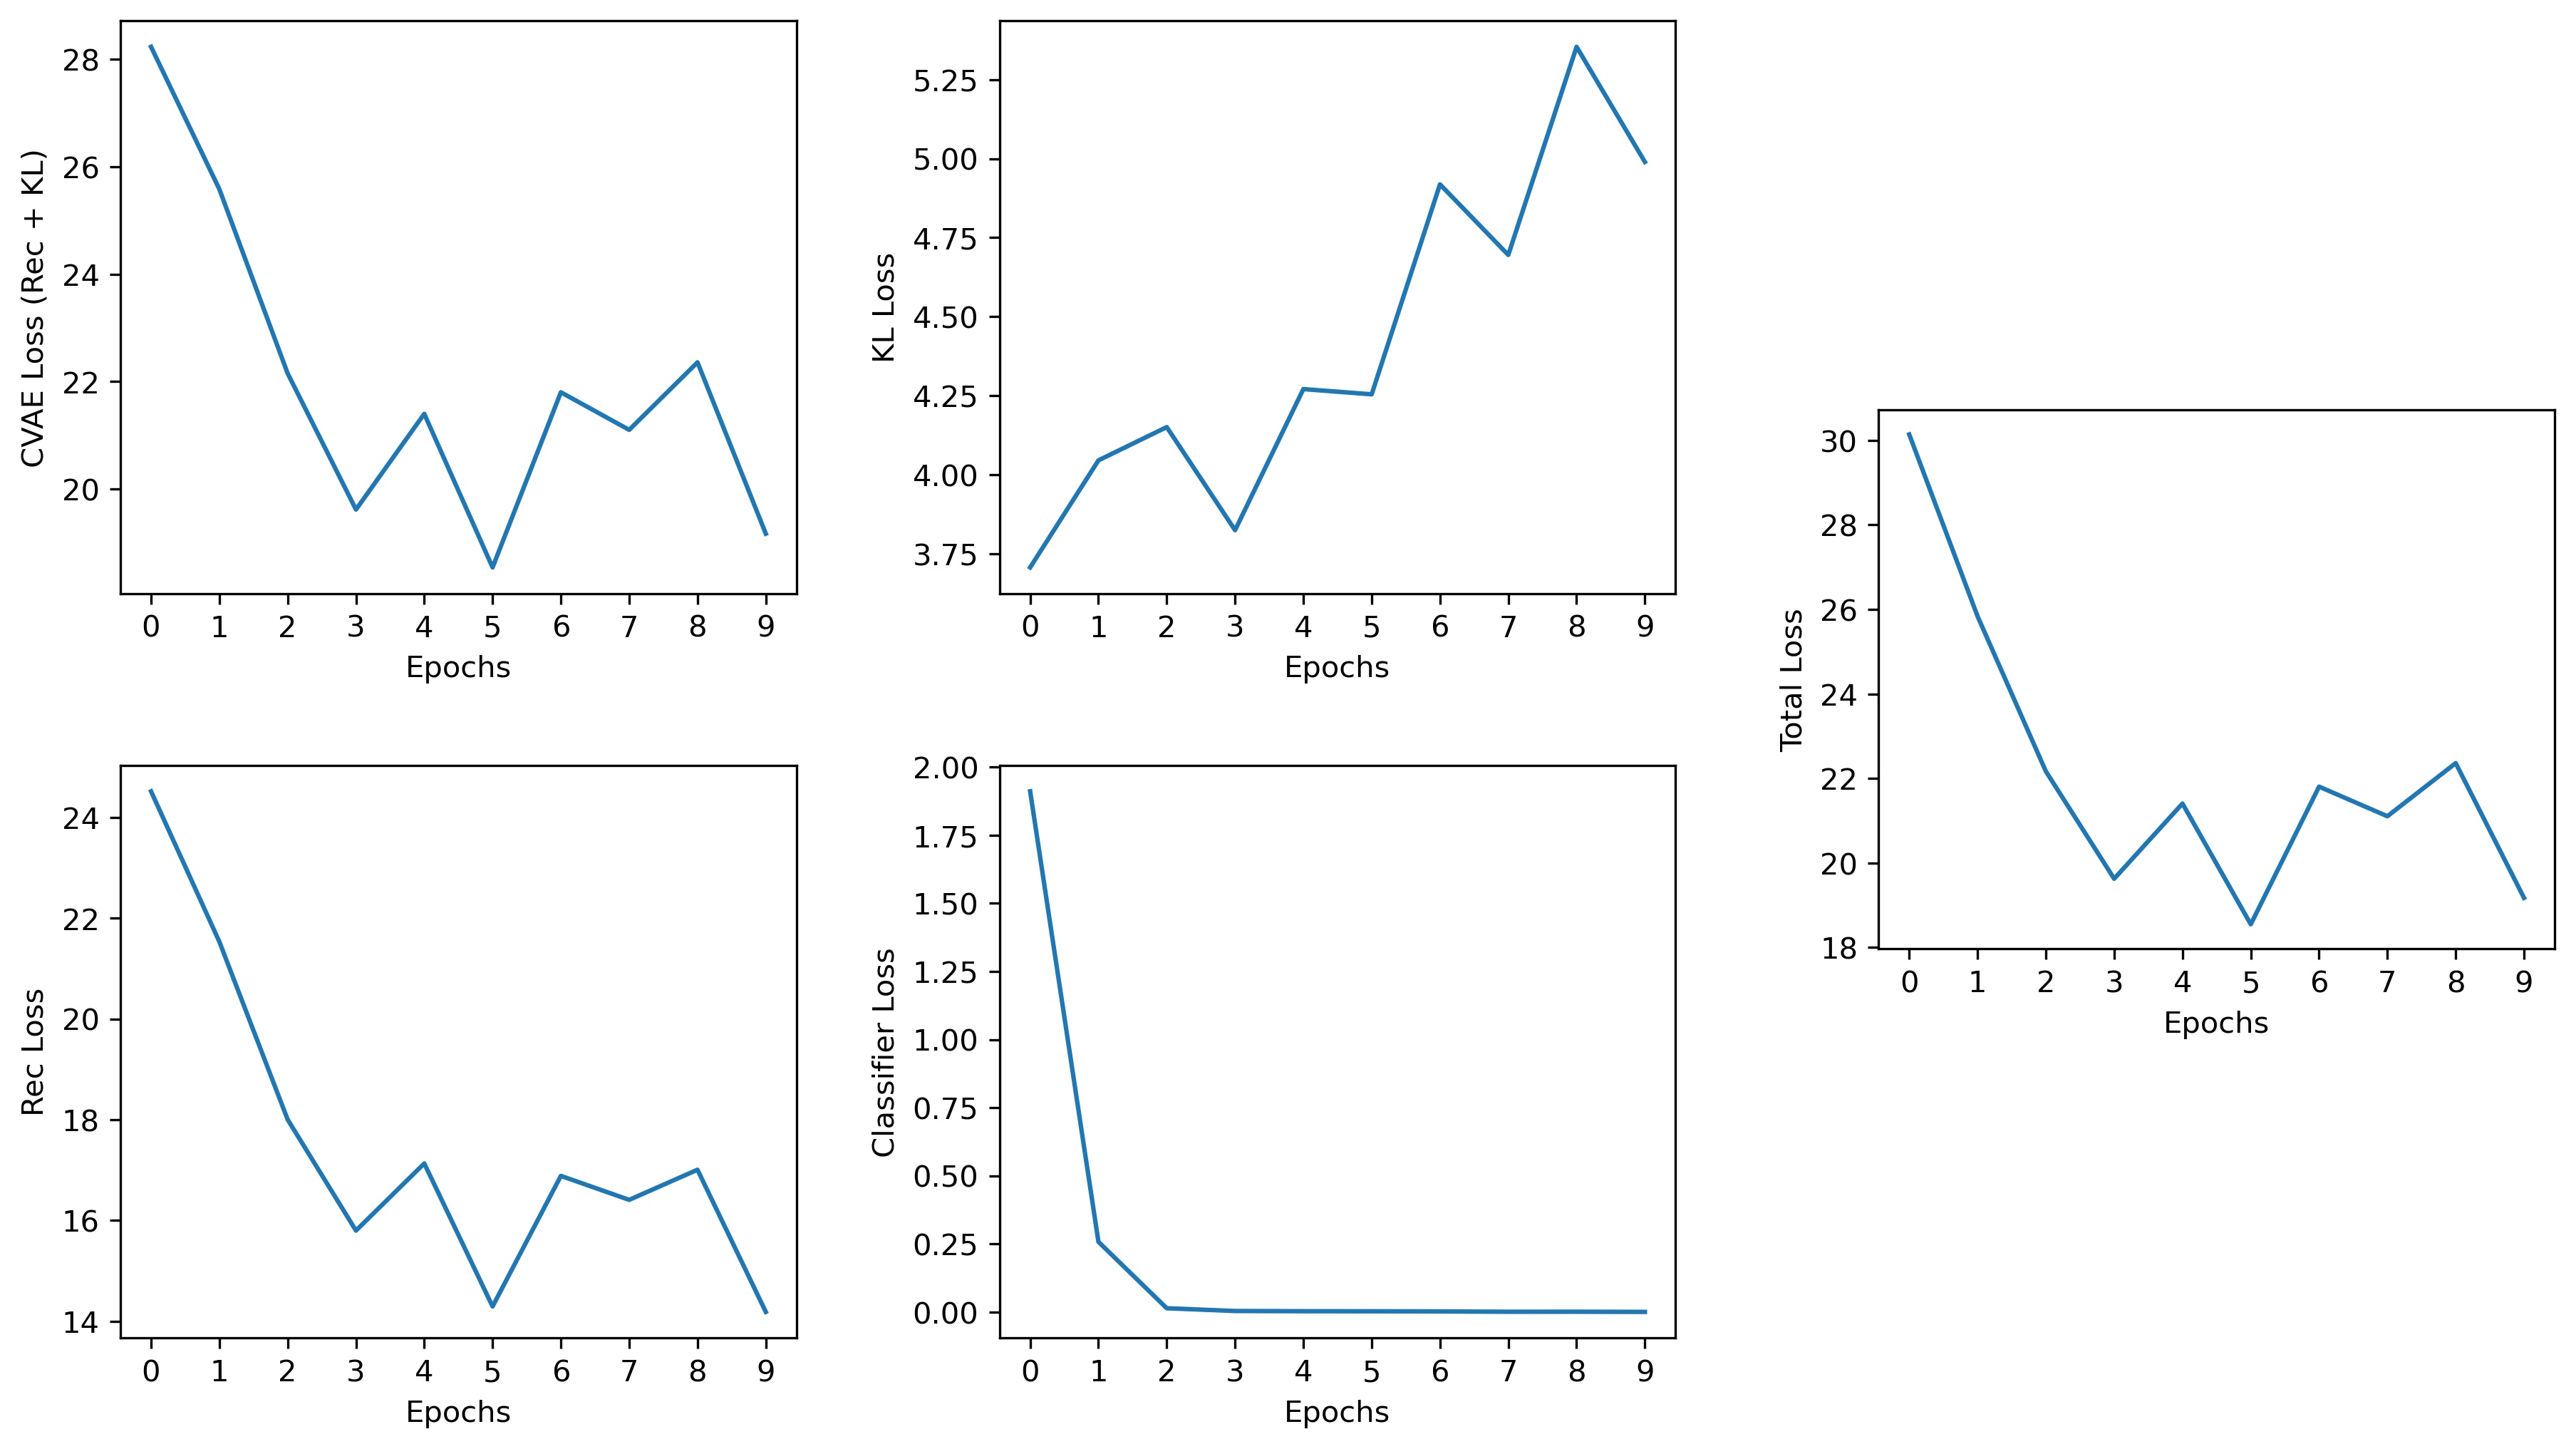 CVAE Loss (Rec + KL)
28
26
24
22
20
0 1 2 3 4 5 6 7 8 9
Epochs
KL Loss
5.25
5.00
4.75
4.50
4.25
4.00
3.75
0 1 2 3 4 5 6 7 8 9
Epochs
Rec Loss
24
22
20
18
16
14
0 1 2 3 4 5 6 7 8 9
Epochs
Classifier Loss
2.00
1.75
1.50
1.25
1.00
0.75
0.50
0.25
0.00
0 1 2 3 4 5 6 7 8 9
Epochs
Total Loss
30
28
26
24
22
20
18
0 1 2 3 4 5 6 7 8 9
Epochs